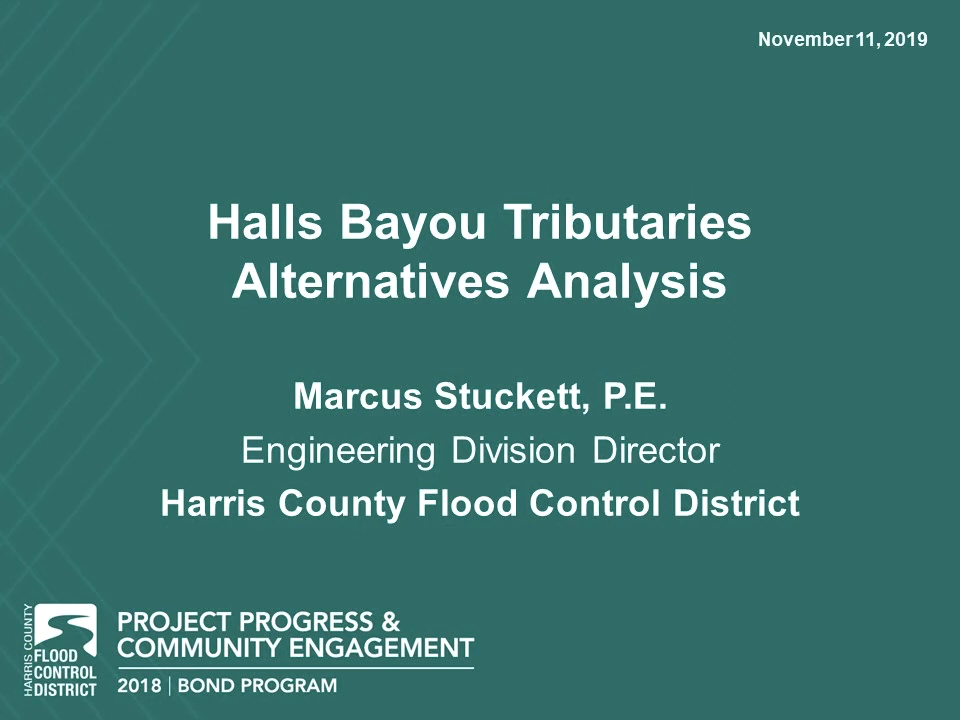 November 11, 2019
Halls Bayou Tributaries
Alternatives Analysis
Marcus Stuckett, P.E.
Engineering Division Director
Harris County Flood Control District
HARRIS COUNTY
FLOOD
CONTROL
DISTRICT
PROJECT PROGRESS &
COMMUNITY ENGAGEMENT
2018 | BOND PROGRAM